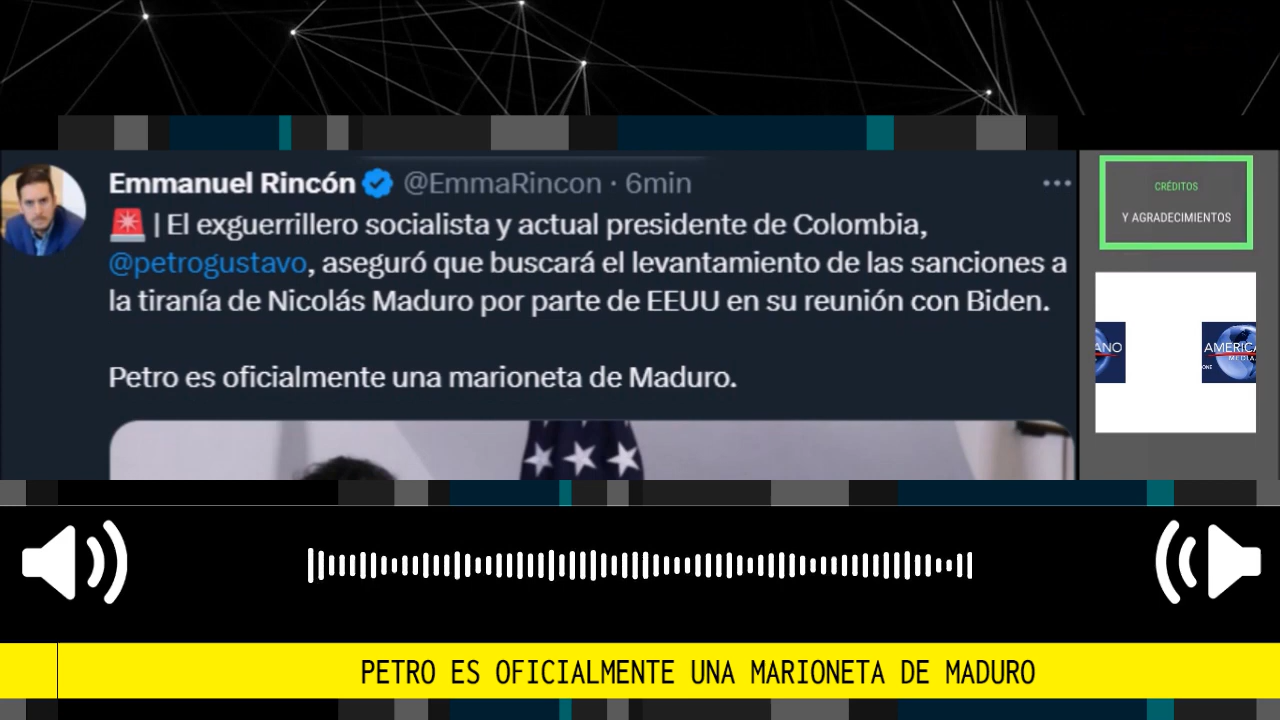 Emmanuel Rincón @EmmaRincon · 6min
🚨 | El exguerrillero socialista y actual presidente de Colombia,
@petrogustavo, aseguró que buscará el levantamiento de las sanciones a
la tiranía de Nicolás Maduro por parte de EEUU en su reunión con Biden.
Petro es oficialmente una marioneta de Maduro.
CRÉDITOS
Y AGRADECIMIENTOS
ANO
AMERICA
MEDIA
PETRO ES OFICIALMENTE UNA MARIONETA DE MADURO